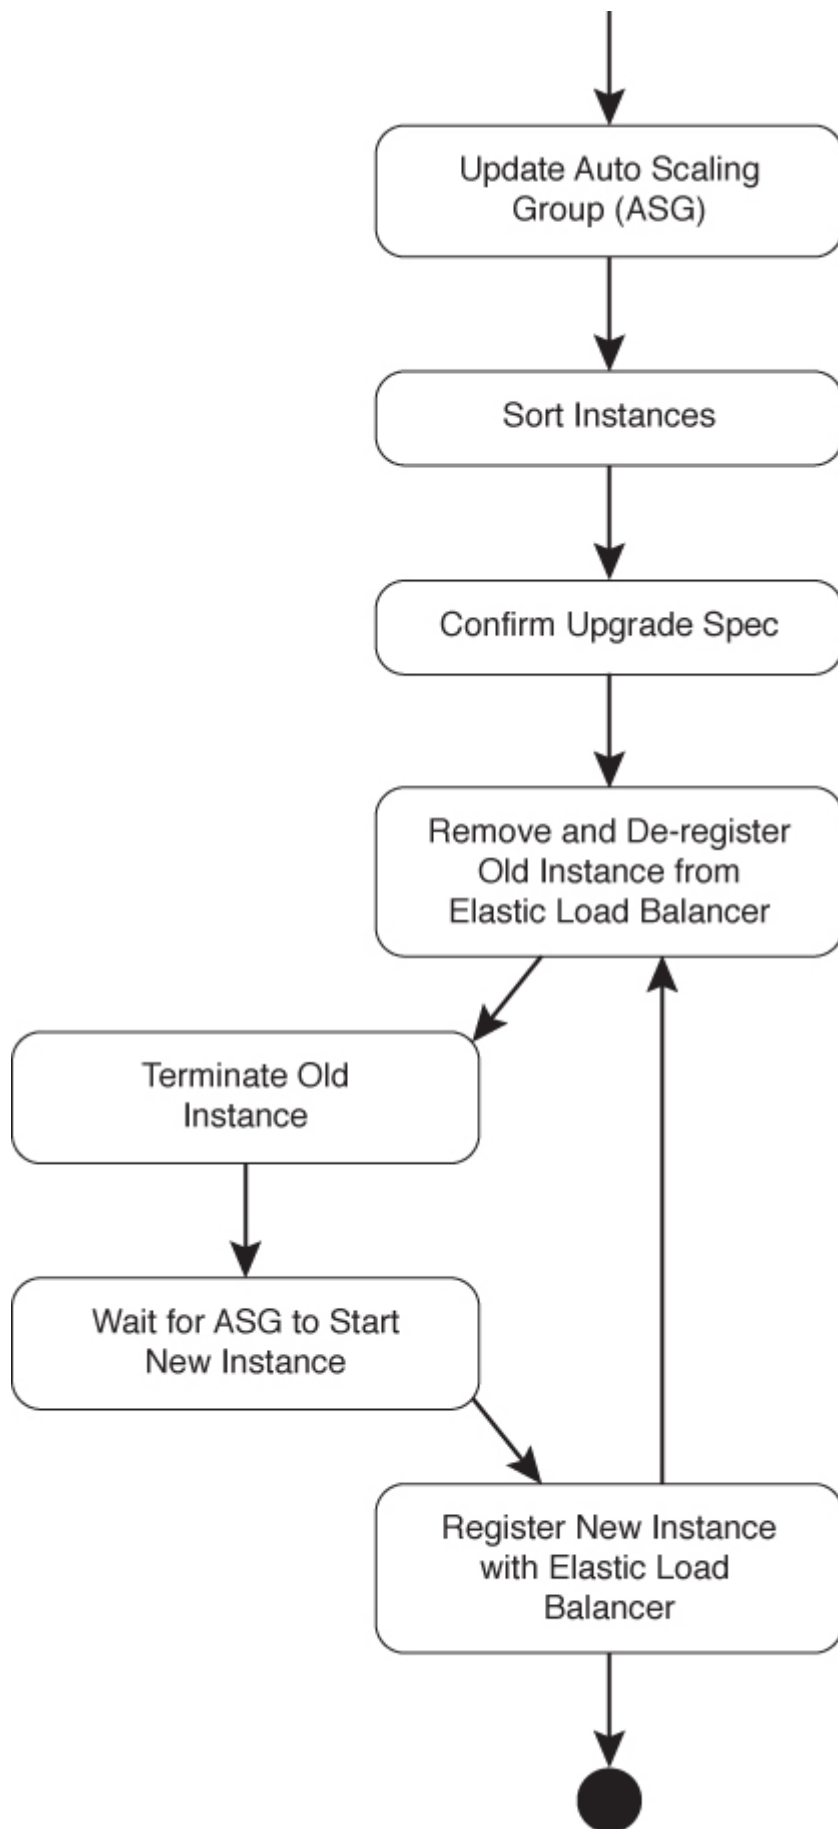 Update Auto Scaling
Group (ASG)
Sort Instances
Confirm Upgrade Spec
Remove and De-register
Old Instance from
Elastic Load Balancer
Terminate Old
Instance
Wait for ASG to Start
New Instance
Register New Instance
with Elastic Load
Balancer